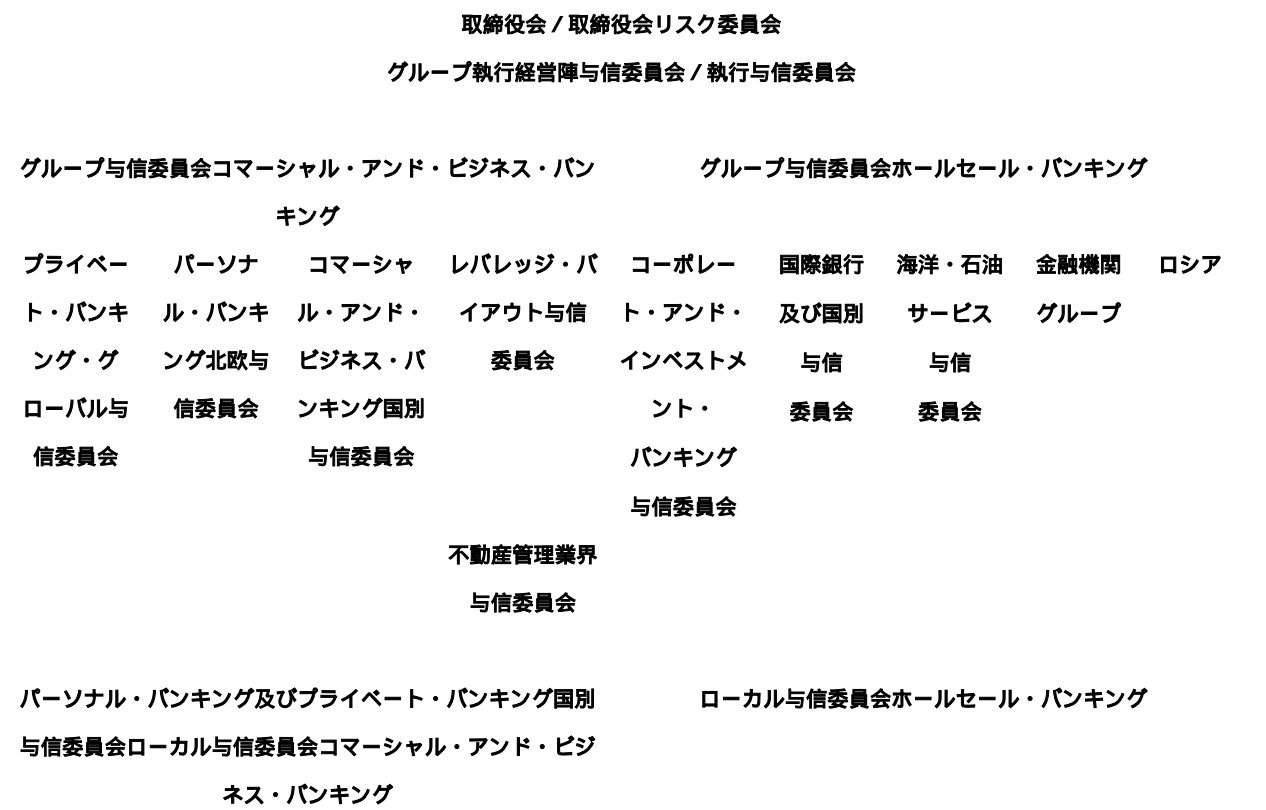 取締役会 / 取締役会リスク委員会
グループ執行経営陣与信委員会 / 執行与信委員会
グループ与信委員会コマーシャル・アンド・ビジネス・バン
キング
グループ与信委員会ホールセール・バンキング
プライベー
ト・バンキ
ング・グ
ローバル与
信委員会
パーソナ
ル・バンキ
ング北欧与
信委員会
コマーシャ
ル・アンド・
ビジネス・バ
ンキング国別
与信委員会
レバレッジ・バ
イアウト与信
委員会
コーポレー
ト・アンド・
インベストメ
ント・
バンキング
与信委員会
国際銀行
及び国別
与信
委員会
海洋・石油
サービス
与信
委員会
金融機関
グループ
ロシア
不動産管理業界
与信委員会
パーソナル・バンキング及びプライベート・バンキング国別
与信委員会ローカル与信委員会コマーシャル・アンド・ビジ
ネス・バンキング
ローカル与信委員会ホールセール・バンキング